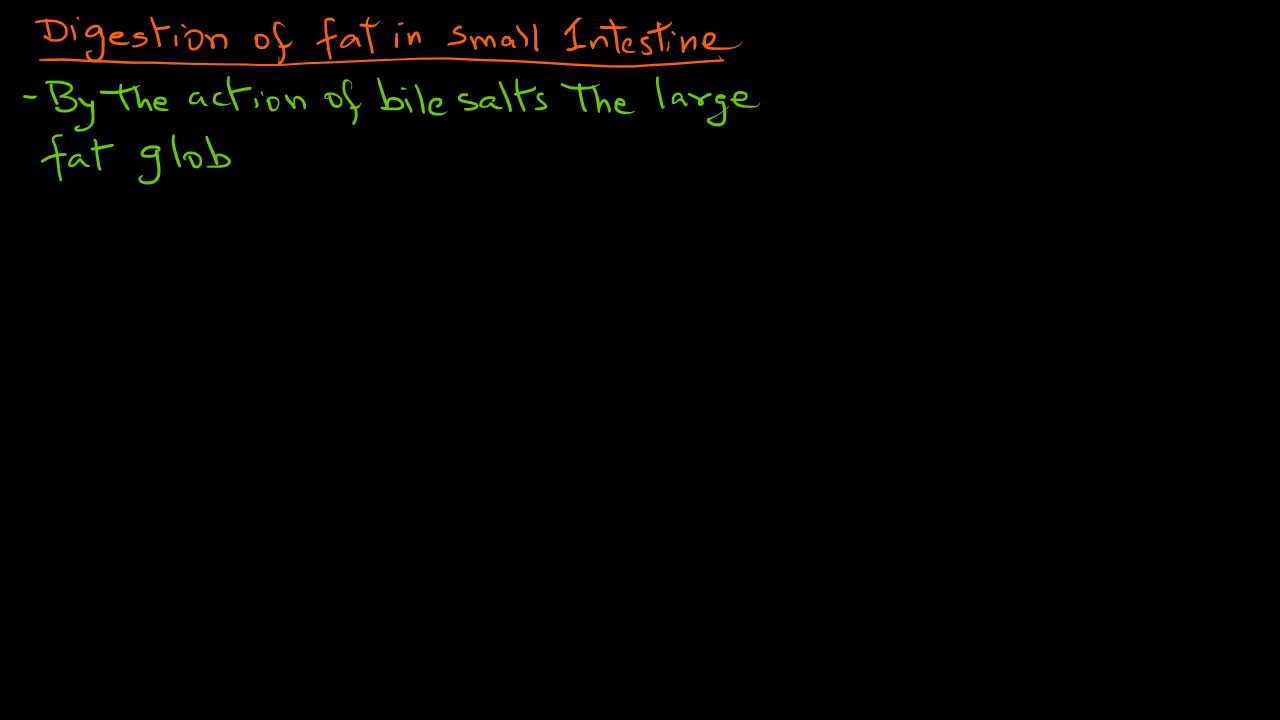 Digestion of fat in small Intestine
- By the action of bile salts the large
fat glob